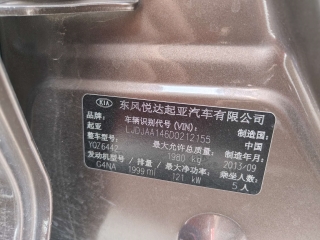 KIA 东风悦达起亚汽车有限公司
品牌: 车辆识别代号(VIN): 制造国:
起亚 LJDJAA146D0212155 中国
整车型号: 最大允许总质量: 制造年月:
YQZ6442 1980 kg 2013/09
发动机型号 / 排量 / 最大净功率: 乘坐人数:
G4NA 1999 ml 121 kW 5 人